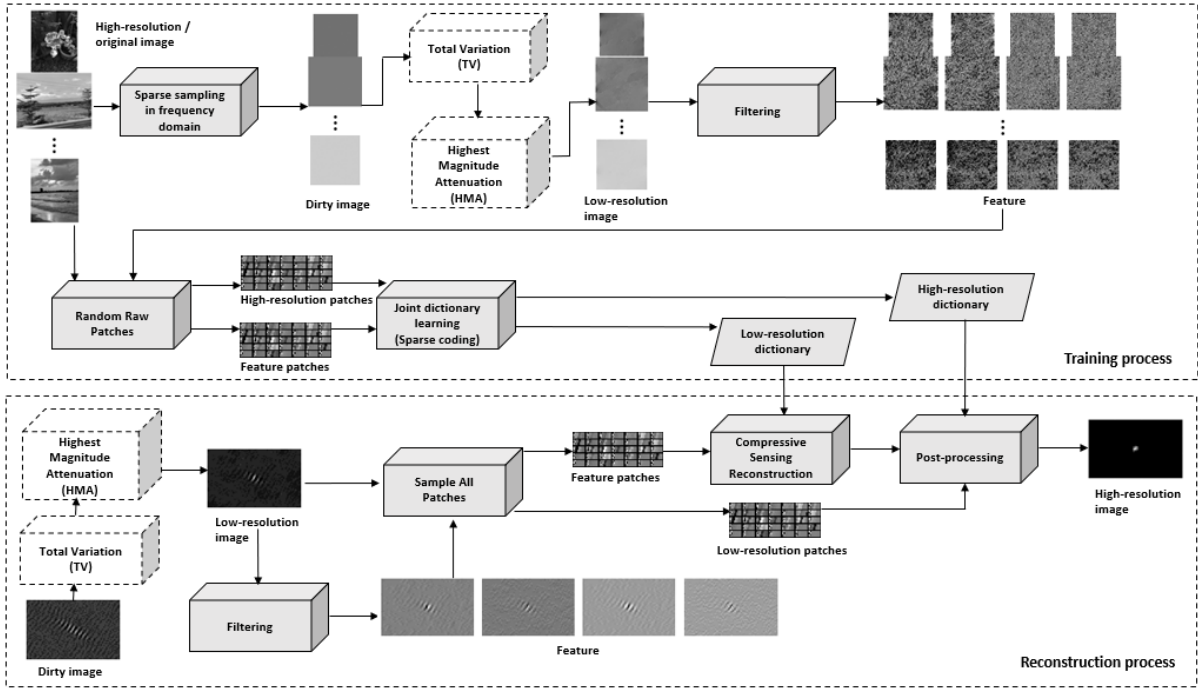 High-resolution /
original image
Sparse sampling
in frequency
domain
Dirty image
Total Variation
(TV)
Highest
Magnitude
Attenuation
(HMA)
Low-resolution
image
Filtering
Feature
Random Raw
Patches
High-resolution patches
Feature patches
Joint dictionary
learning
(Sparse coding)
High-resolution
dictionary
Low-resolution
dictionary
Training process
Highest
Magnitude
Attenuation
(HMA)
Total Variation
(TV)
Dirty image
Low-resolution
image
Filtering
Feature
Sample All
Patches
Feature patches
Low-resolution patches
Compressive
Sensing
Reconstruction
Post-processing
High-resolution
image
Reconstruction process